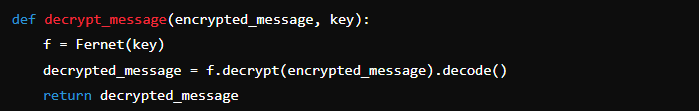 def decrypt_message(encrypted_message, key):
    f = Fernet(key)
    decrypted_message = f.decrypt(encrypted_message).decode()
    return decrypted_message